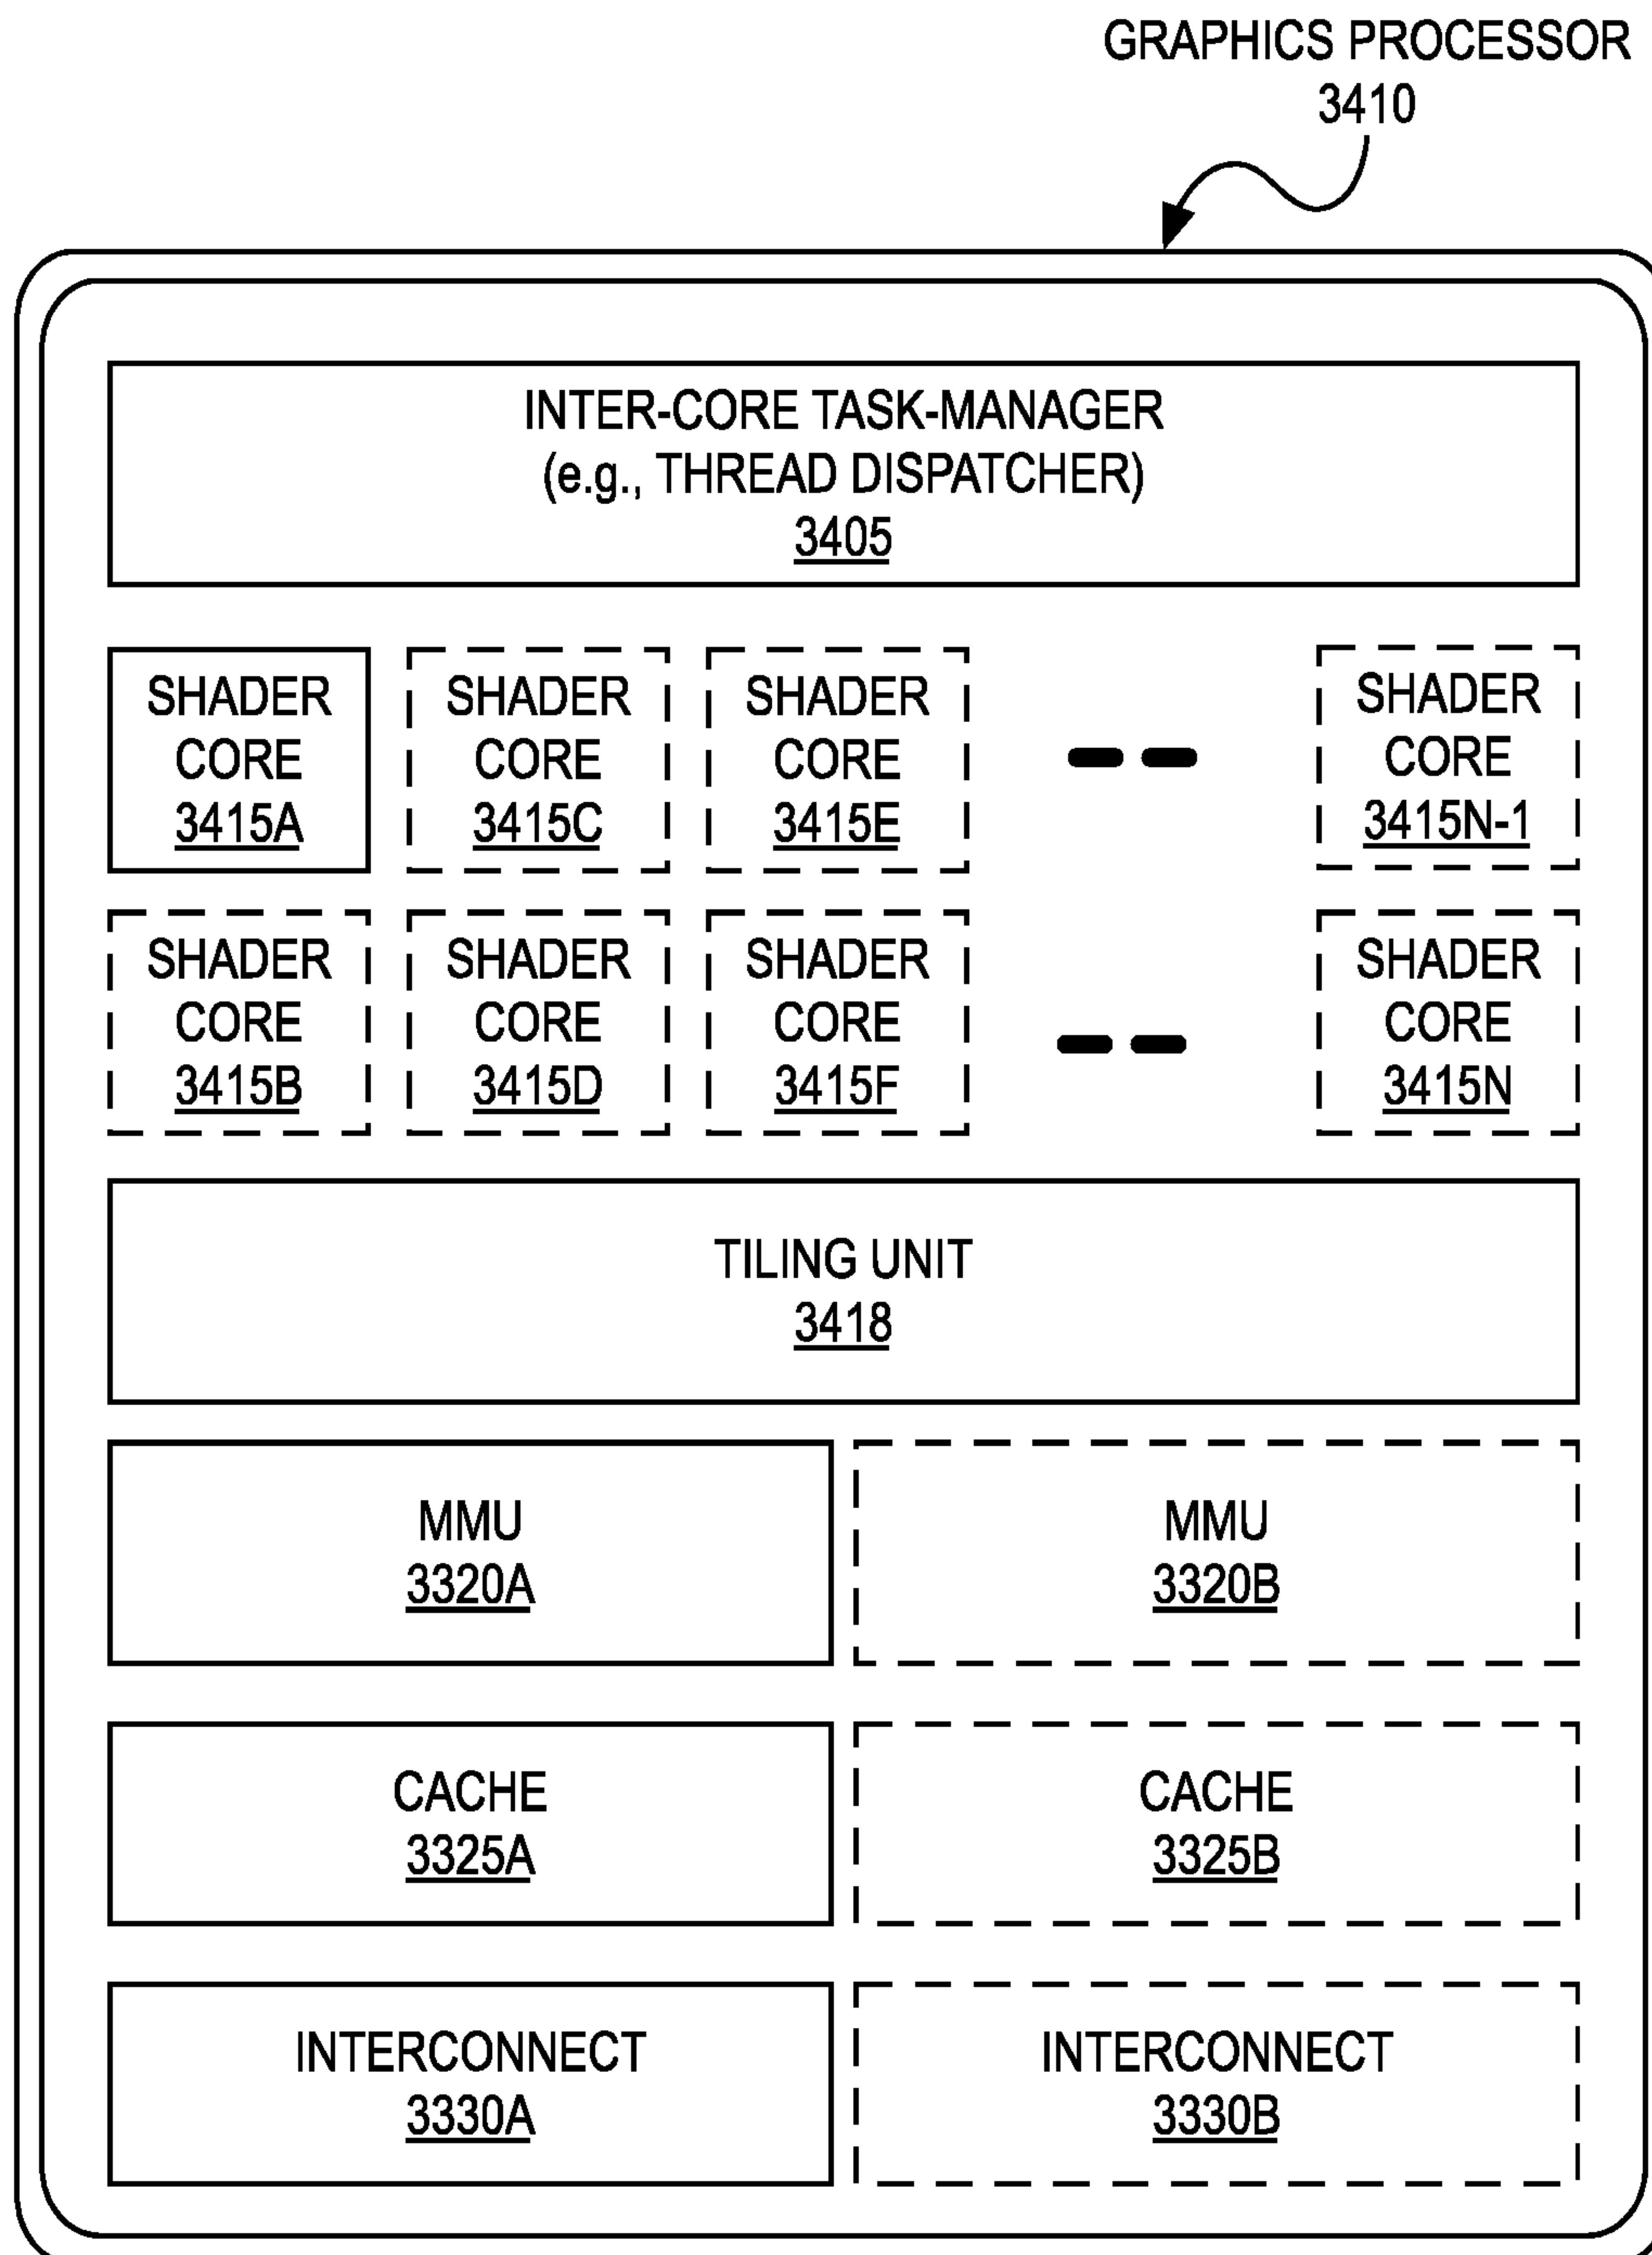 GRAPHICS PROCESSOR
3410
INTER-CORE TASK-MANAGER
(e.g., THREAD DISPATCHER)
3405
SHADER
CORE
3415A
SHADER
CORE
3415C
SHADER
CORE
3415E
SHADER
CORE
3415N-1
SHADER
CORE
3415B
SHADER
CORE
3415D
SHADER
CORE
3415F
SHADER
CORE
3415N
TILING UNIT
3418
MMU
3320A
MMU
3320B
CACHE
3325A
CACHE
3325B
INTERCONNECT
3330A
INTERCONNECT
3330B